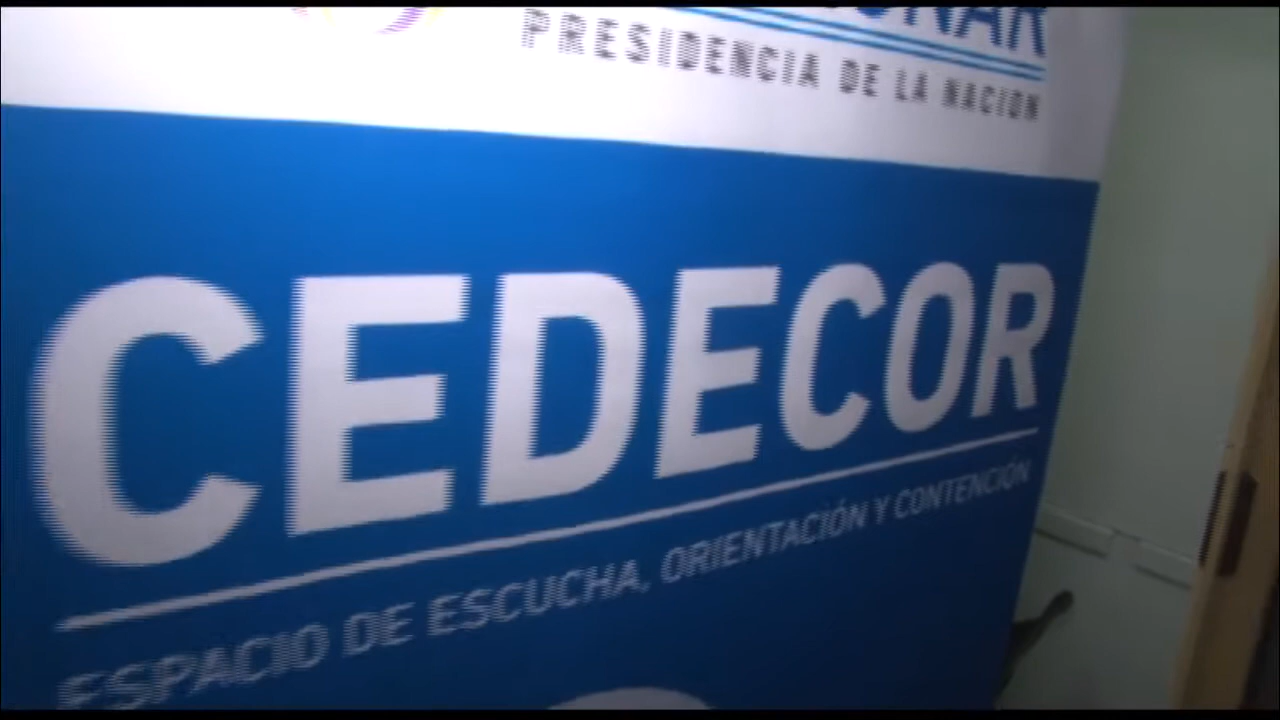 PRESIDENCIA DE LA NACION
CEDECOR
ESPACIO DE ESCUCHA, ORIENTACIÓN Y CONTENCIÓN